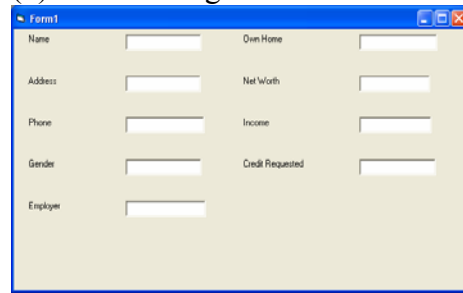 Form1
Name Own Home
Address Net Worth
Phone Income
Gender Credit Requested
Employer